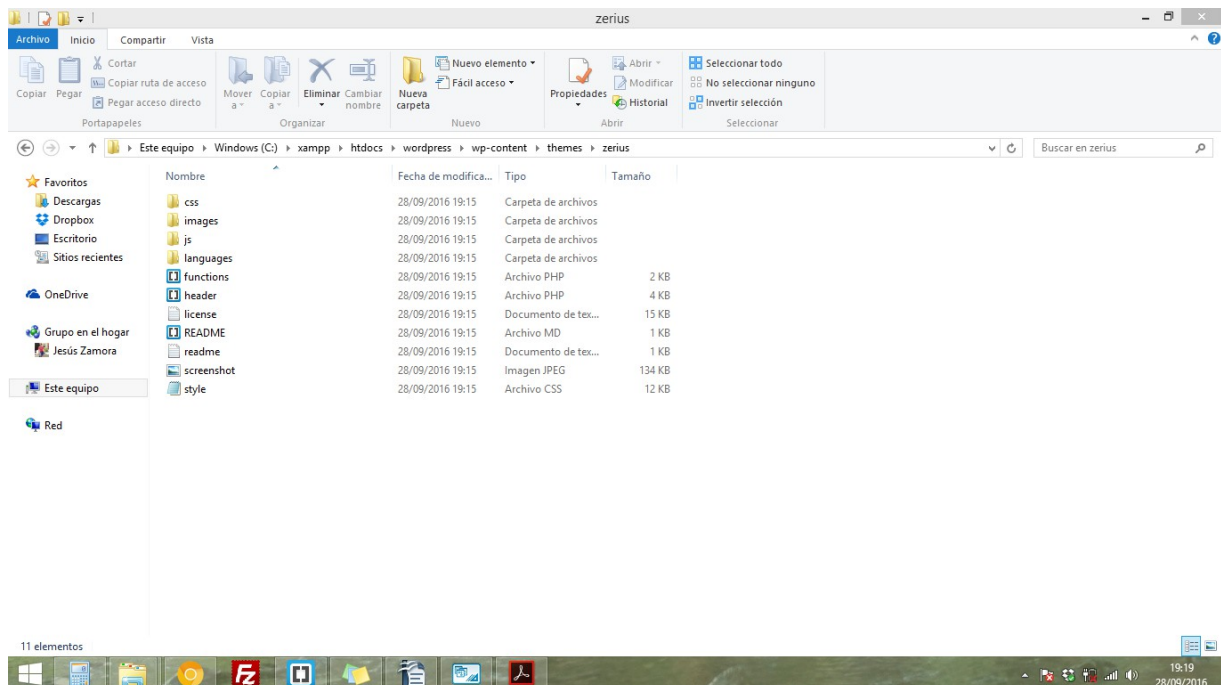 zerius
Archivo Inicio Compartir Vista
Copiar Pegar Cortar Copiar ruta de acceso Pegar acceso directo
Mover a Copiar a Eliminar Cambiar nombre
Nueva carpeta Nuevo elemento Fácil acceso
Propiedades Abrir Modificar Historial
Seleccionar todo No seleccionar ninguno Invertir selección
Portapapeles Organizar Nuevo Abrir Seleccionar
Este equipo Windows (C:) xampp htdocs wordpress wp-content themes zerius Buscar en zerius
Favoritos
Descargas
Dropbox
Escritorio
Sitios recientes
OneDrive
Grupo en el hogar
Jesús Zamora
Este equipo
Red
Nombre Fecha de modifica... Tipo Tamaño
css 28/09/2016 19:15 Carpeta de archivos
images 28/09/2016 19:15 Carpeta de archivos
js 28/09/2016 19:15 Carpeta de archivos
languages 28/09/2016 19:15 Carpeta de archivos
functions 28/09/2016 19:15 Archivo PHP 2 KB
header 28/09/2016 19:15 Archivo PHP 4 KB
license 28/09/2016 19:15 Documento de tex... 15 KB
README 28/09/2016 19:15 Archivo MD 1 KB
readme 28/09/2016 19:15 Documento de tex... 1 KB
screenshot 28/09/2016 19:15 Imagen JPEG 134 KB
style 28/09/2016 19:15 Archivo CSS 12 KB
11 elementos
19:19
28/09/2016